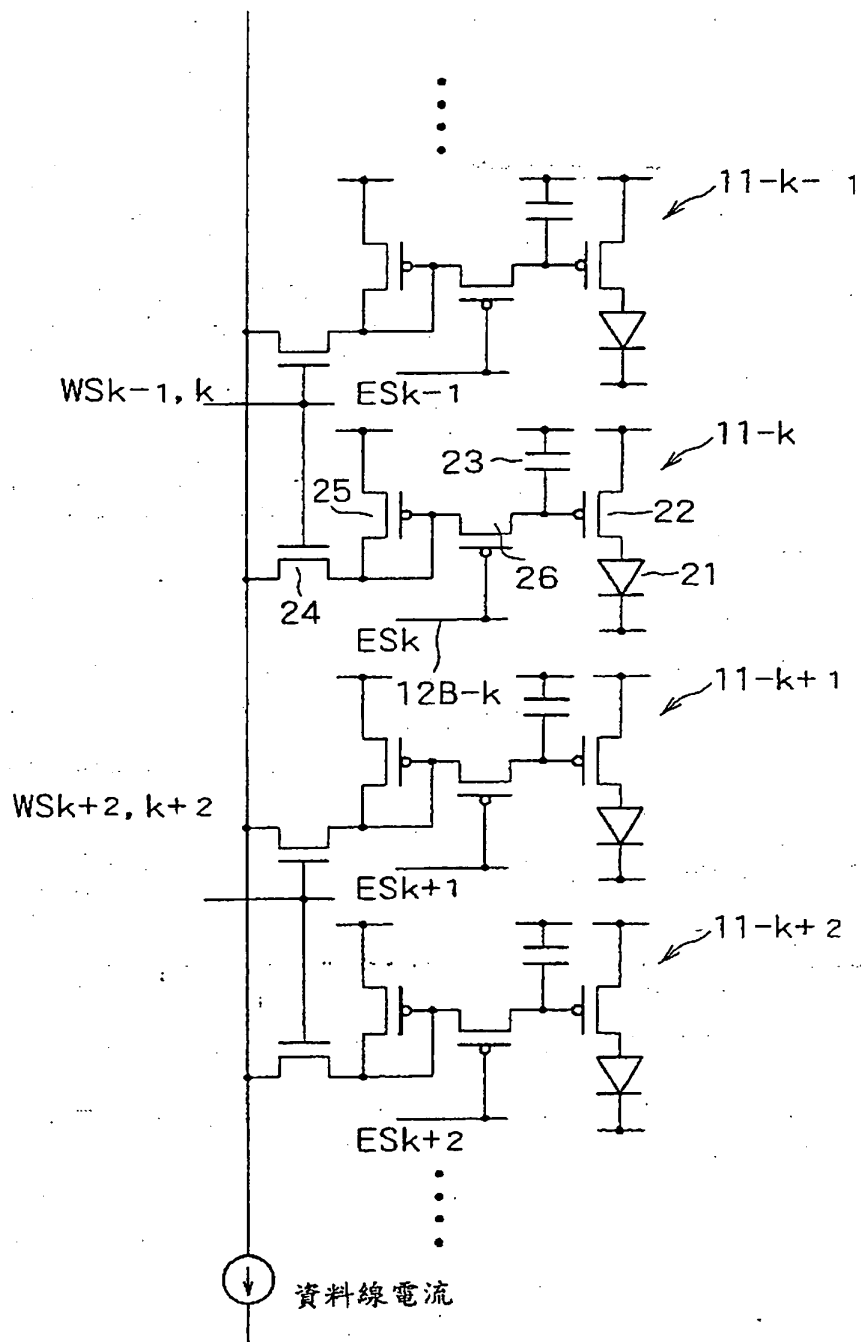 11-k-1
WSk-1, k
ESk-1
11-k
23
25
22
26
21
24
ESk
12B-k
11-k+1
WSk+2, k+2
ESk+1
11-k+2
ESk+2
資料線電流